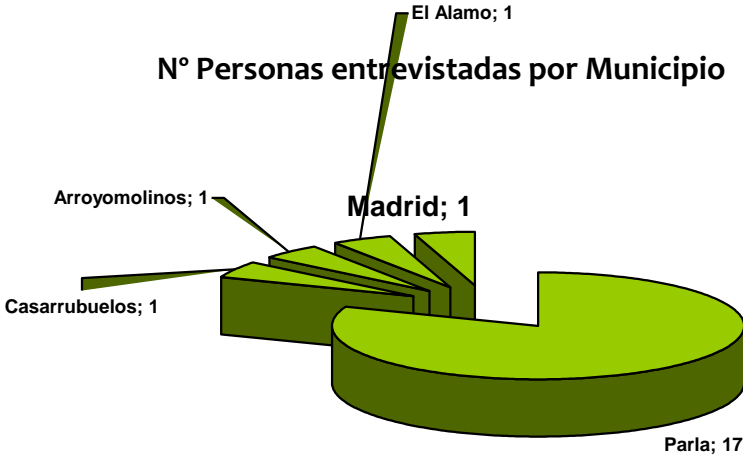 El Alamo; 1
Nº Personas entrevistadas por Municipio
Arroyomolinos; 1
Madrid; 1
Casarrubuelos; 1
Parla; 17